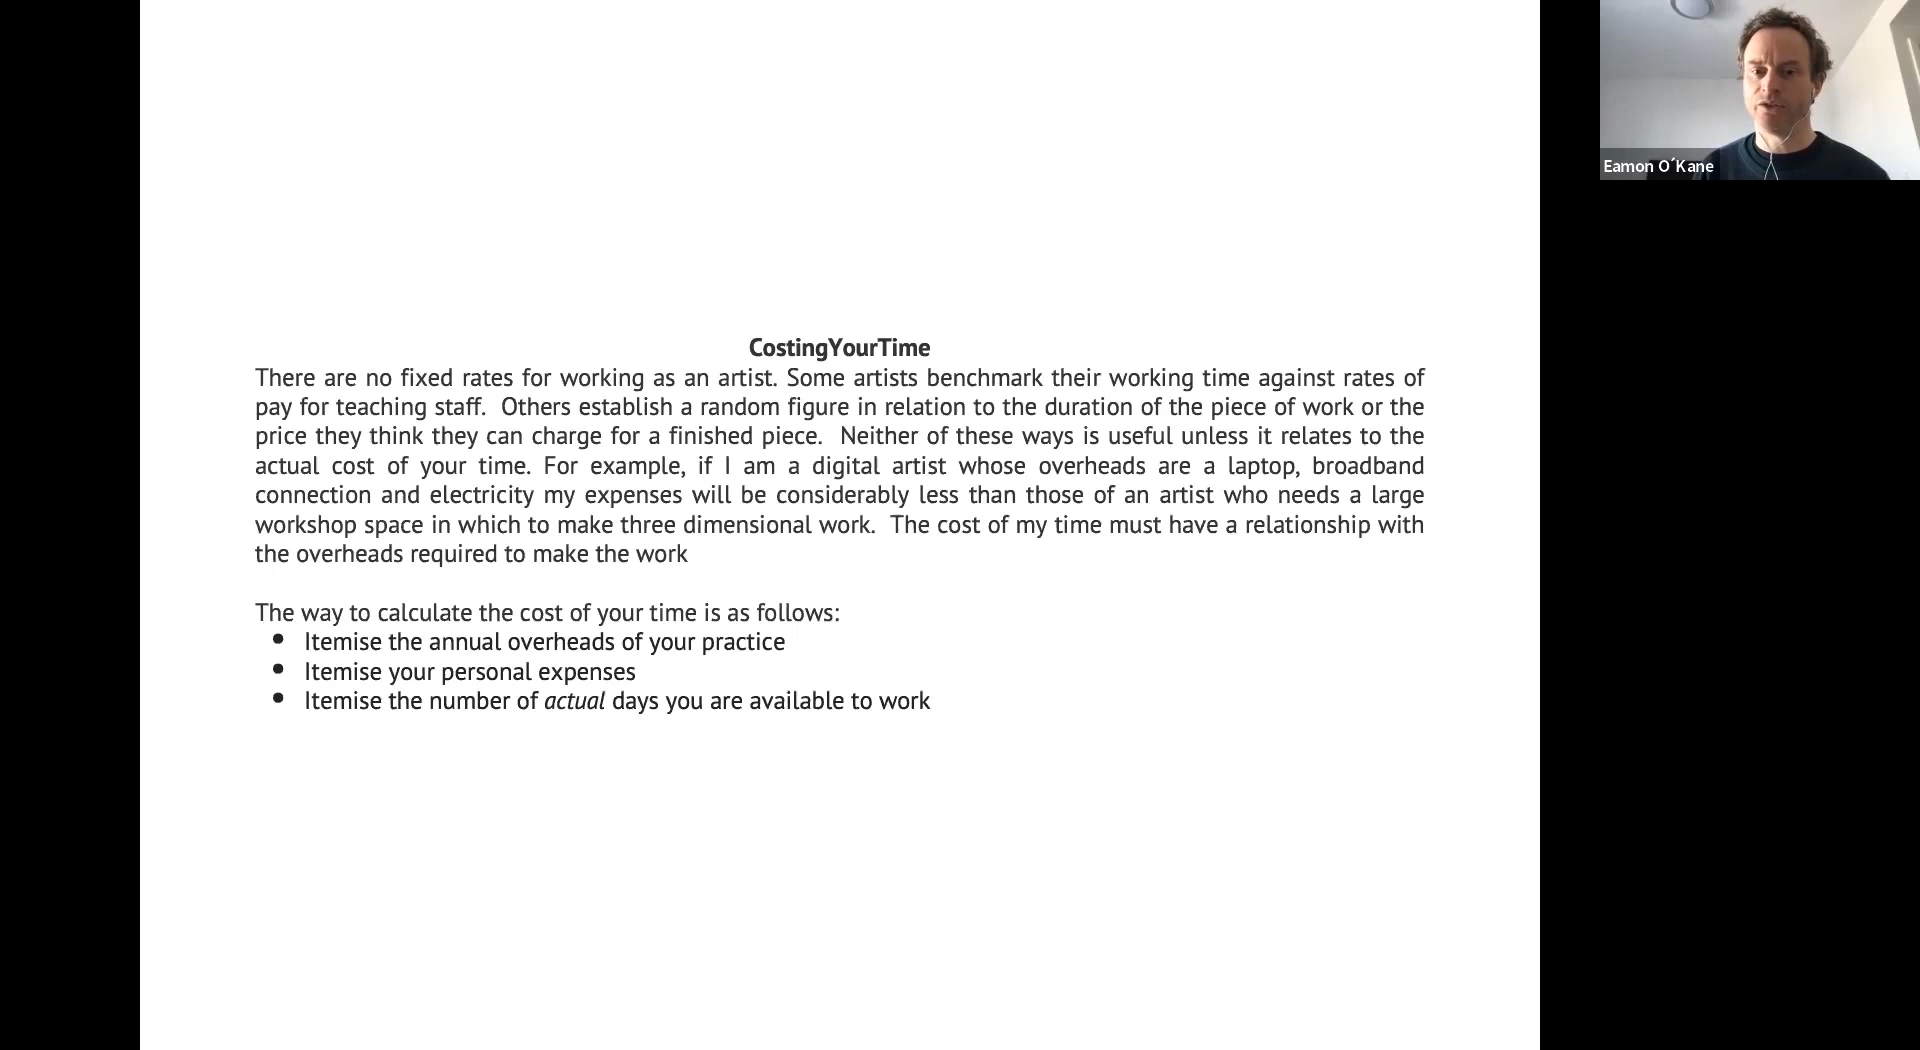 CostingYourTime
There are no fixed rates for working as an artist. Some artists benchmark their working time against rates of
pay for teaching staff.  Others establish a random figure in relation to the duration of the piece of work or the
price they think they can charge for a finished piece.  Neither of these ways is useful unless it relates to the
actual cost of your time. For example, if I am a digital artist whose overheads are a laptop, broadband
connection and electricity my expenses will be considerably less than those of an artist who needs a large
workshop space in which to make three dimensional work.  The cost of my time must have a relationship with
the overheads required to make the work
The way to calculate the cost of your time is as follows:
• Itemise the annual overheads of your practice
• Itemise your personal expenses
• Itemise the number of actual days you are available to work
Eamon O´Kane